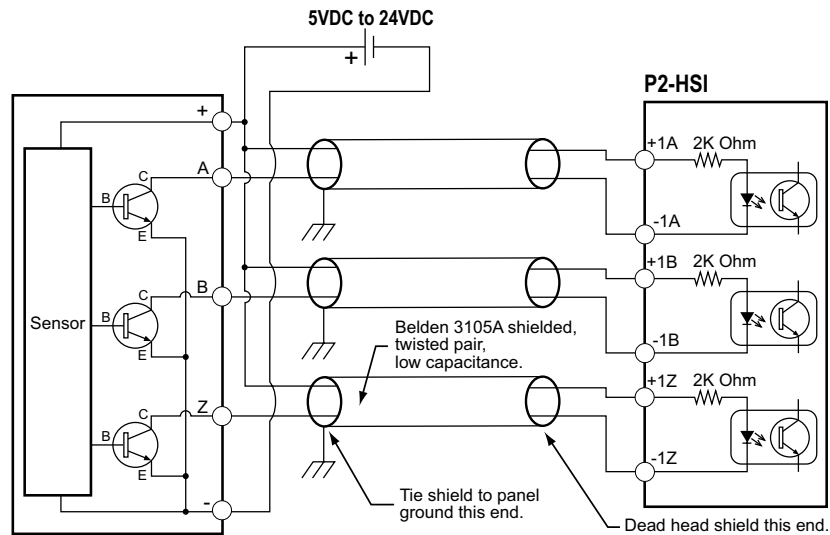 5VDC to 24VDC
+
P2-HSI
+
C
A
B
E
+1A 2K Ohm
-1A
C
B
B
E
+1B 2K Ohm
-1B
Sensor
Belden 3105A shielded,
twisted pair,
low capacitance.
C
Z
B
E
+1Z 2K Ohm
-1Z
-
Tie shield to panel
ground this end.
Dead head shield this end.